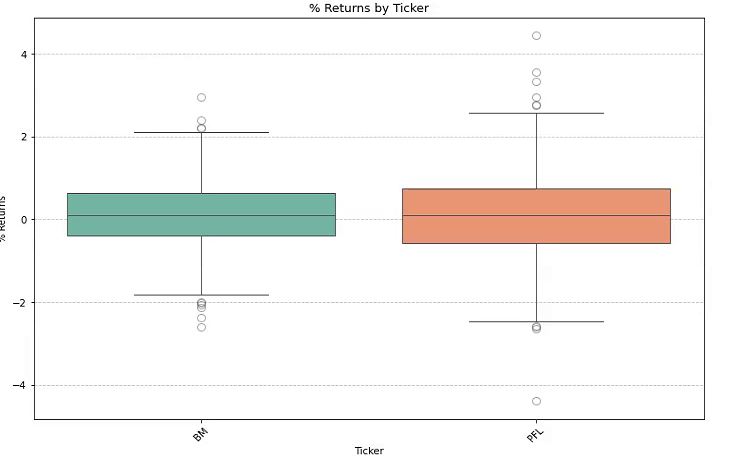 % Returns by Ticker
% Returns
4
2
0
−2
−4
BM
PFL
Ticker